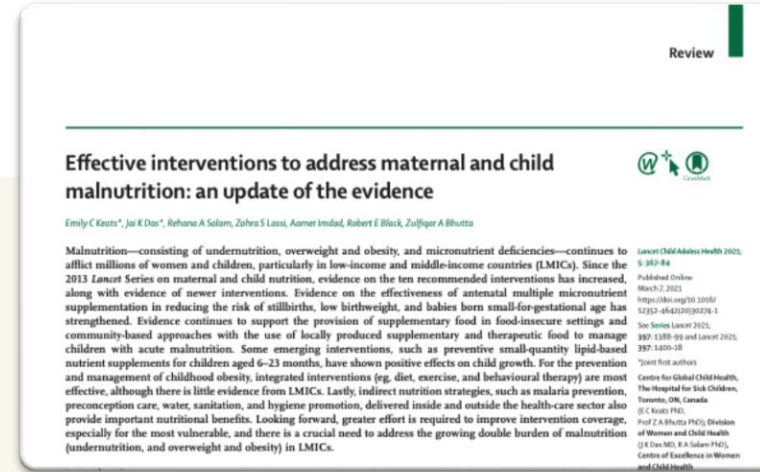 Review
Effective interventions to address maternal and child
malnutrition: an update of the evidence
Emily C Keats*, Jai K Das*, Rehana A Salam, Zohra S Lassi, Aamer Imdad, Robert E Black, Zulfiqar A Bhutta
Malnutrition—consisting of undernutrition, overweight and obesity, and micronutrient deficiencies—continues to
afflict millions of women and children, particularly in low-income and middle-income countries (LMICs). Since the
2013 Lancet Series on maternal and child nutrition, evidence on the ten recommended interventions has increased,
along with evidence of newer interventions. Evidence on the effectiveness of antenatal multiple micronutrient
supplementation in reducing the risk of stillbirths, low birthweight, and babies born small-for-gestational age has
strengthened. Evidence continues to support the provision of supplementary food in food-insecure settings and
community-based approaches with the use of locally produced supplementary and therapeutic food to manage
children with acute malnutrition. Some emerging interventions, such as preventive small-quantity lipid-based
nutrient supplements for children aged 6–23 months, have shown positive effects on child growth. For the prevention
and management of childhood obesity, integrated interventions (eg, diet, exercise, and behavioural therapy) are most
effective, although there is little evidence from LMICs. Lastly, indirect nutrition strategies, such as malaria prevention,
preconception care, water, sanitation, and hygiene promotion, delivered inside and outside the health-care sector also
provide important nutritional benefits. Looking forward, greater effort is required to improve intervention coverage,
especially for the most vulnerable, and there is a crucial need to address the growing double burden of malnutrition
(undernutrition, and overweight and obesity) in LMICs.
CrossMark
Lancet Child Adolesc Health 2021;
5: 367–84
Published Online
March 7, 2021
https://doi.org/10.1016/
S2352-4642(20)30274-1
See Series Lancet 2021;
397: 1388–99 and Lancet 2021;
397: 1400–18
*Joint first authors
Centre for Global Child Health,
The Hospital for Sick Children,
Toronto, ON, Canada
(E C Keats PhD,
Prof Z A Bhutta PhD); Division
of Women and Child Health
(J K Das MD, R A Salam PhD),
Centre of Excellence in Women
and Child Health